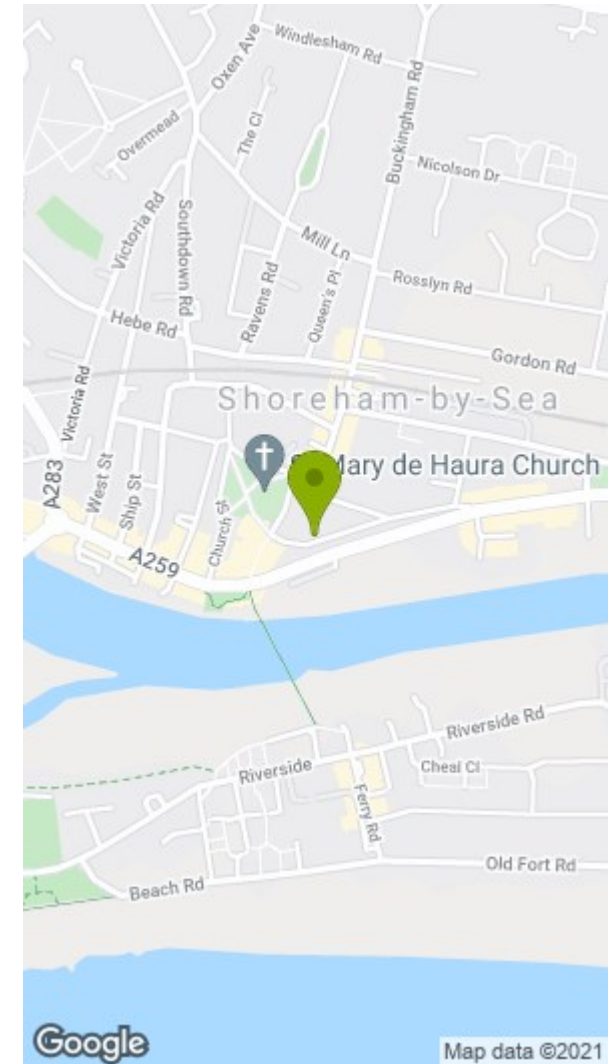 Windlesham Rd
Oxen Ave
Buckingham Rd
The Cl
Overmead
Nicolson Dr
Victoria Rd
Southdown Rd
Mill Ln
Ravens Rd
Queen's Pl
Rosslyn Rd
Hebe Rd
Gordon Rd
Victoria Rd
Shoreham-by-Sea
Mary de Haura Church
A283
West St
Ship St
Church St
A259
Riverside Rd
Riverside
Cheal Cl
Ferry Rd
Old Fort Rd
Beach Rd
Google
Map data ©2021